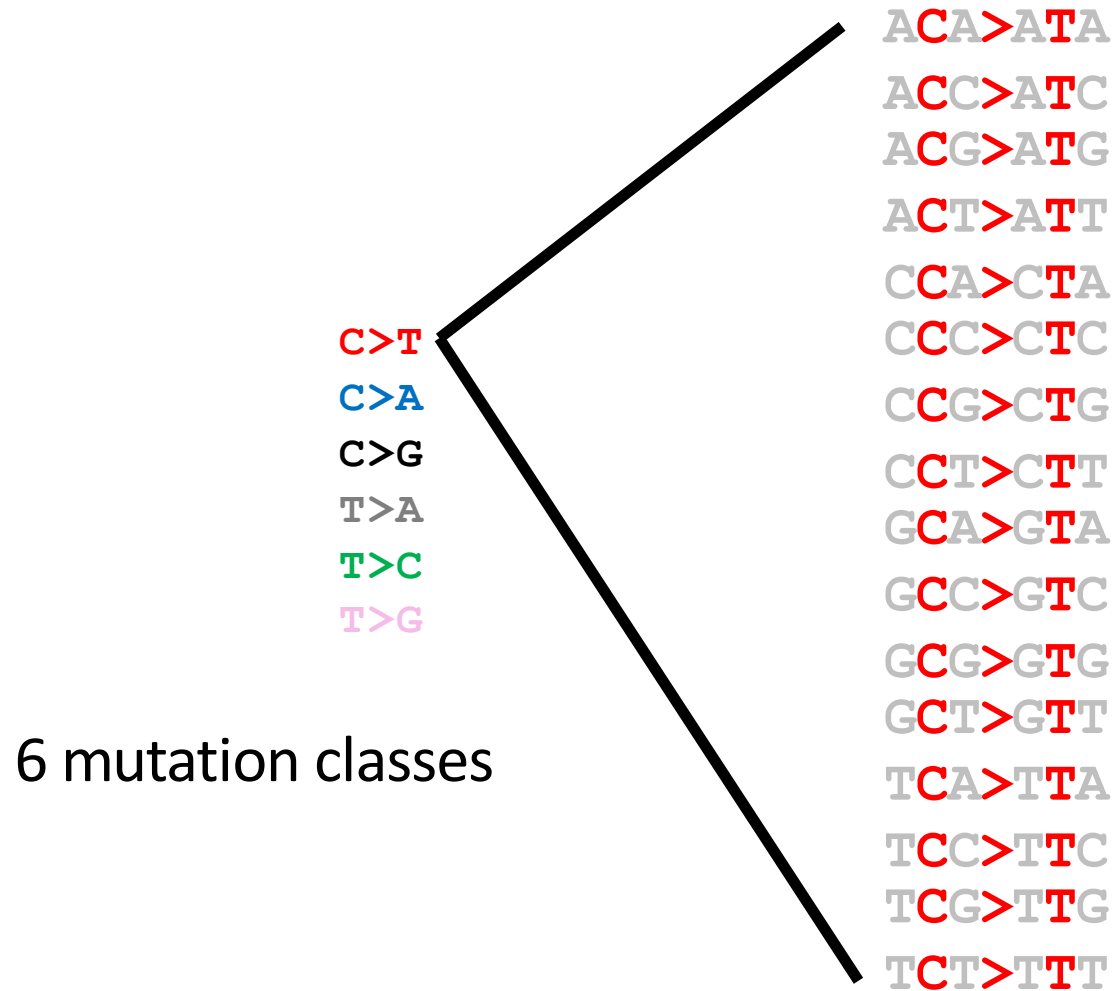 C>T
C>A
C>G
T>A
T>C
T>G
6 mutation classes
ACA>ATA
ACC>ATC
ACG>ATG
ACT>ATT
CCA>CTA
CCC>CTC
CCG>CTG
CCT>CTT
GCA>GTA
GCC>GTC
GCG>GTG
GCT>GTT
TCA>TTA
TCC>TTC
TCG>TTG
TCT>TTT